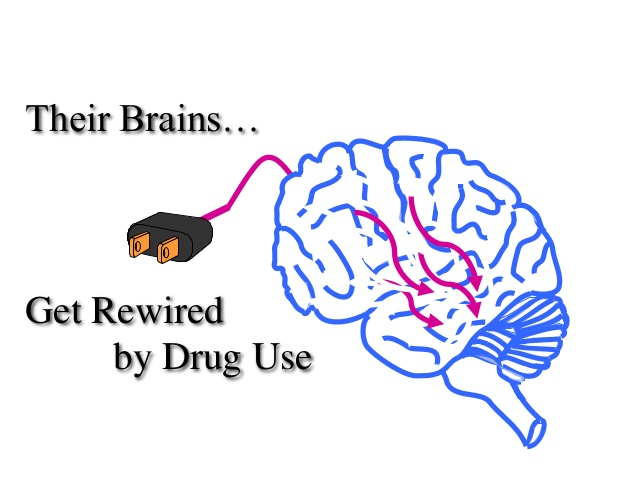 Their Brains…
Get Rewired
by Drug Use